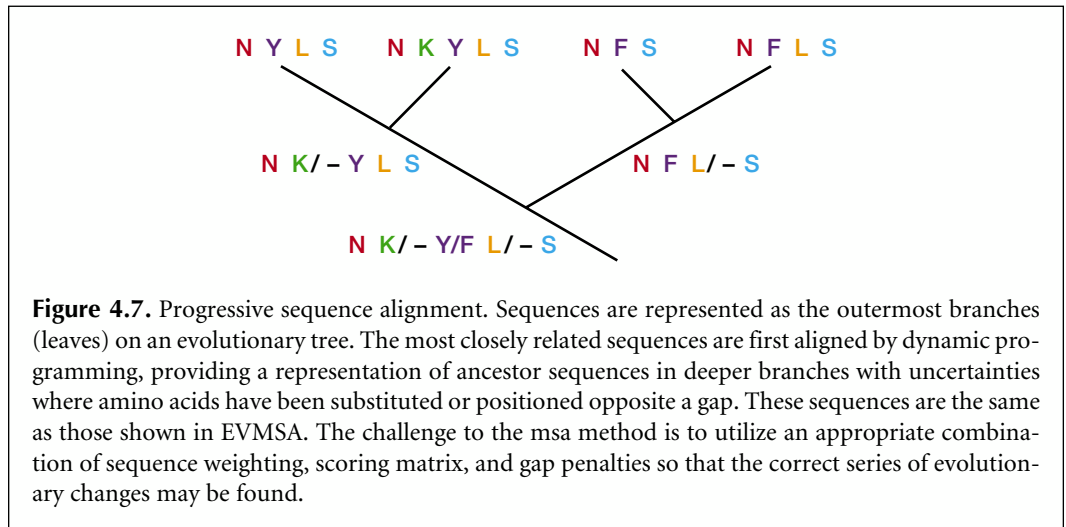 N Y L S N K Y L S N F S N F L S
N K/–Y L S N F L/–S
N K/–Y/F L/–S
Figure 4.7. Progressive sequence alignment. Sequences are represented as the outermost branches
(leaves) on an evolutionary tree. The most closely related sequences are first aligned by dynamic pro-
gramming, providing a representation of ancestor sequences in deeper branches with uncertainties
where amino acids have been substituted or positioned opposite a gap. These sequences are the same
as those shown in EVMSA. The challenge to the msa method is to utilize an appropriate combina-
tion of sequence weighting, scoring matrix, and gap penalties so that the correct series of evolution-
ary changes may be found.